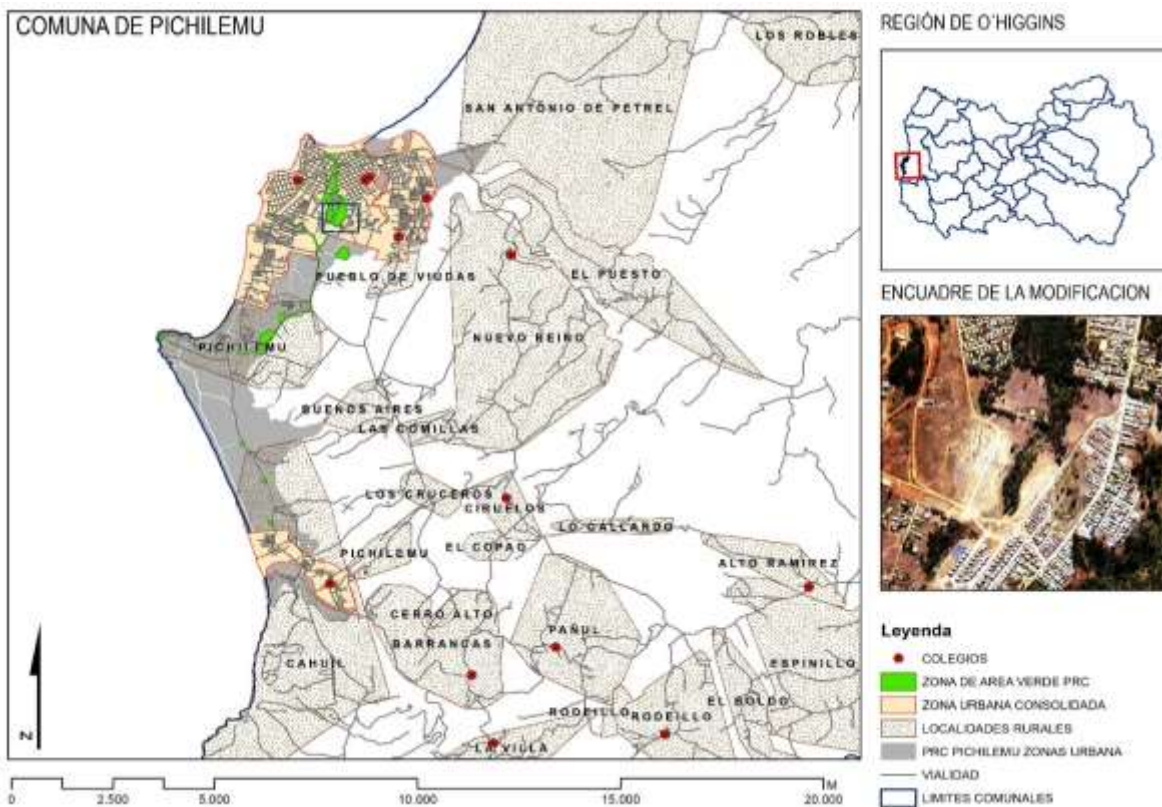 COMUNA DE PICHILEMU
LOS ROBLES
SAN ANTONIO DE PETREL
PUEBLO DE VIUDAS
EL PUESTO
PICHILEMU
NUEVO REINO
BUENOS AIRES
LAS COMILLAS
LOS CRUCEROS
CIRUELOS
LO GALLARDO
PICHILEMU
EL COPAO
ALTO RAMIREZ
CERRO ALTO
PAÑUL
BARRANCAS
CAHUIL
ESPINILLO
EL BOLDO
RODEILLO
RODEILLO
LA VILLA
N
0 2.500 5.000 10.000 15.000 20.000
M
REGIÓN DE O´HIGGINS
ENCUADRE DE LA MODIFICACION
Leyenda
COLEGIOS
ZONA DE AREA VERDE PRC
ZONA URBANA CONSOLIDADA
LOCALIDADES RURALES
PRC PICHILEMU ZONAS URBANA
VIALIDAD
LIMITES COMUNALES